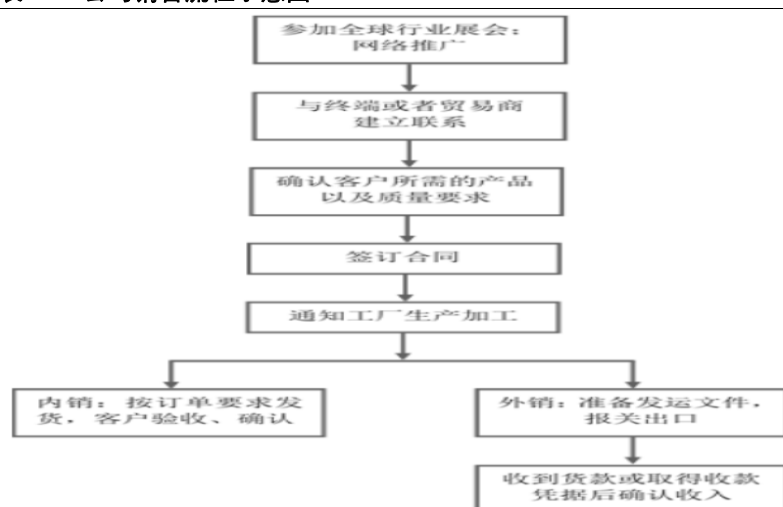 参加全球行业展会；
网络推广
与终端或者贸易商
建立联系
确认客户所需的产品
以及质量要求
签订合同
通知工厂生产加工
内销：按订单要求发
货，客户验收、确认
外销：准备发运文件，
报关出口
收到货款或取得收款
凭据后确认收入